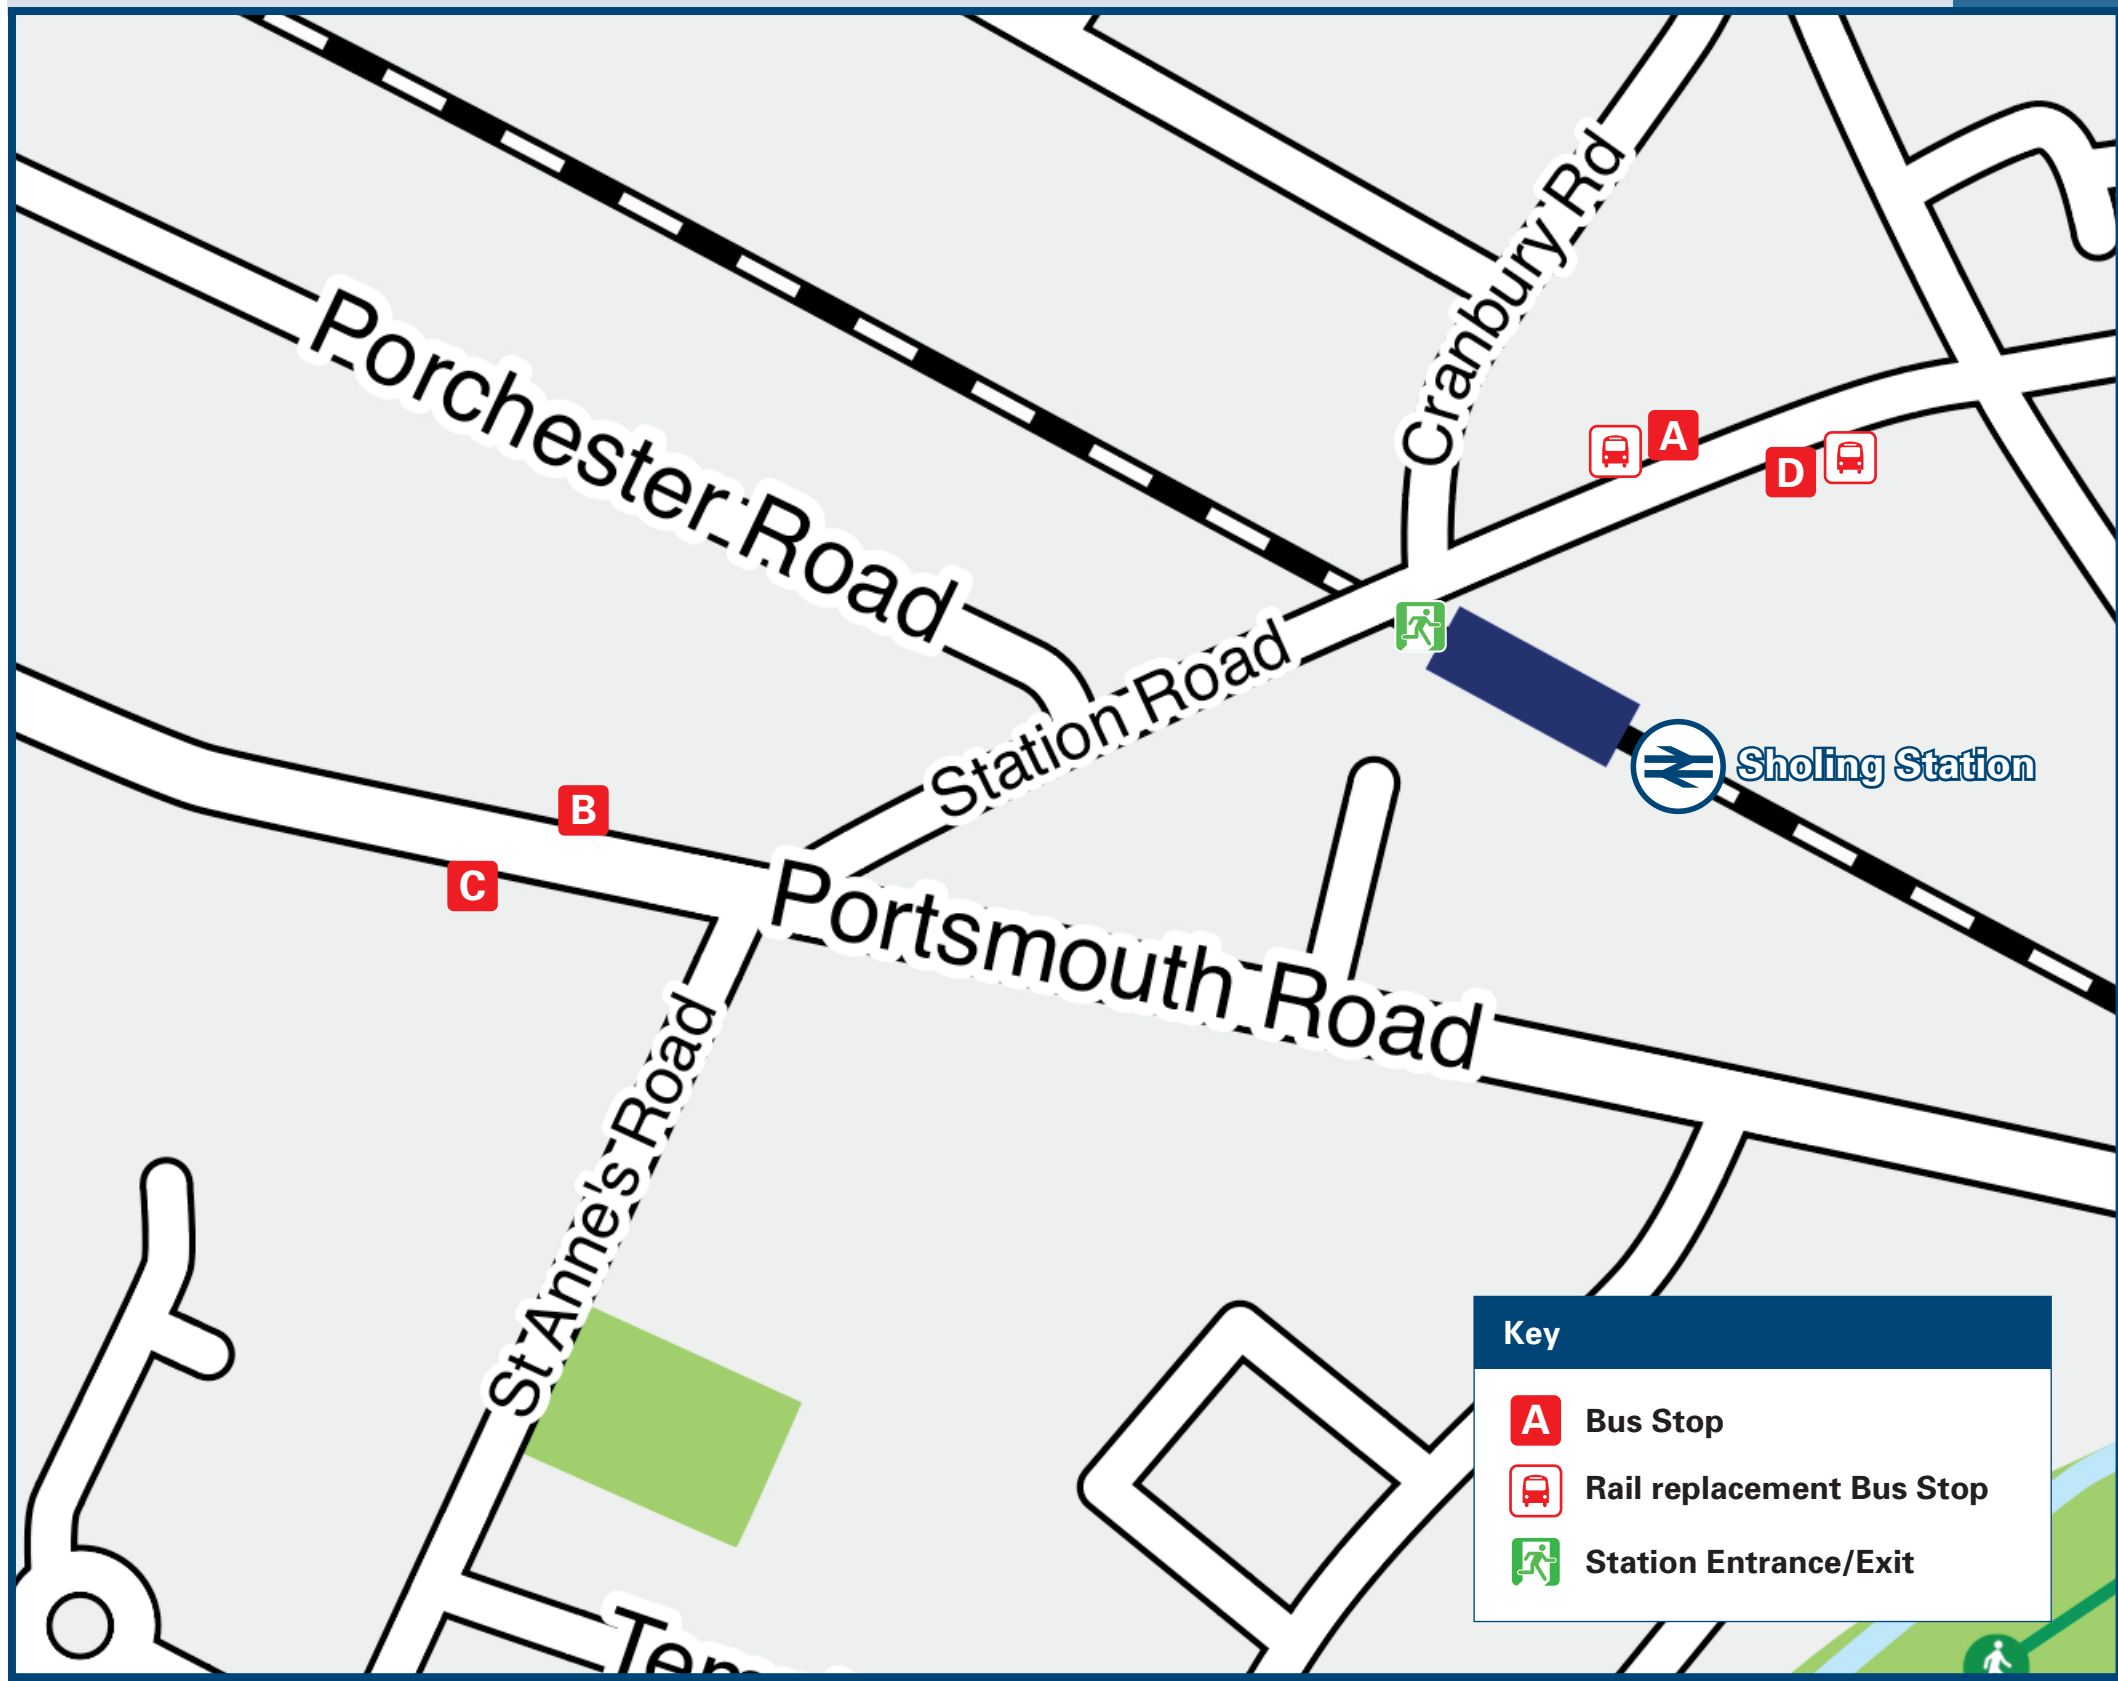 Cranbury Rd
Porchester Road
A
D
Station Road
Sholing Station
B
C
Portsmouth Road
St Anne's Road
Key
A Bus Stop
Rail replacement Bus Stop
Station Entrance/Exit